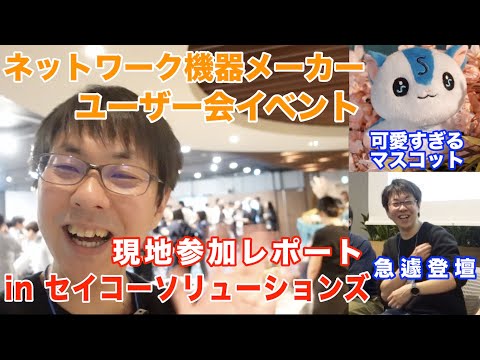 ネットワーク機器メーカー
ユーザー会イベント
可愛すぎる
マスコット
現地参加レポート
急遽登壇
in セイコーソリューションズ
S